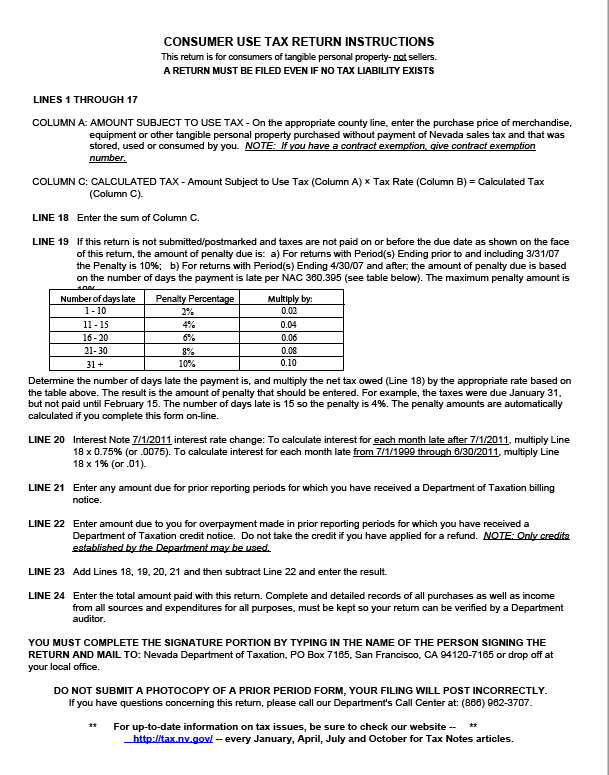 CONSUMER USE TAX RETURN INSTRUCTIONS
This return is for consumers of tangible personal property- not sellers.
A RETURN MUST BE FILED EVEN IF NO TAX LIABILITY EXISTS
LINES 1 THROUGH 17
COLUMN A: AMOUNT SUBJECT TO USE TAX - On the appropriate county line, enter the purchase price of merchandise,
equipment or other tangible personal property purchased without payment of Nevada sales tax and that was
stored, used or consumed by you. NOTE: If you have a contract exemption, give contract exemption
number.
COLUMN C: CALCULATED TAX - Amount Subject to Use Tax (Column A) × Tax Rate (Column B) = Calculated Tax
(Column C).
LINE 18 Enter the sum of Column C.
LINE 19 If this return is not submitted/postmarked and taxes are not paid on or before the due date as shown on the face
of this return, the amount of penalty due is: a) For returns with Period(s) Ending prior to and including 3/31/07
the Penalty is 10%; b) For returns with Period(s) Ending 4/30/07 and after; the amount of penalty due is based
on the number of days the payment is late per NAC 360.395 (see table below). The maximum penalty amount is
10%.
Number of days late Penalty Percentage Multiply by:
1 - 10 2% 0.02
11 - 15 4% 0.04
16 - 20 6% 0.06
21- 30 8% 0.08
31 + 10% 0.10
Determine the number of days late the payment is, and multiply the net tax owed (Line 18) by the appropriate rate based on
the table above. The result is the amount of penalty that should be entered. For example, the taxes were due January 31,
but not paid until February 15. The number of days late is 15 so the penalty is 4%. The penalty amounts are automatically
calculated if you complete this form on-line.
LINE 20 Interest Note 7/1/2011 interest rate change: To calculate interest for each month late after 7/1/2011, multiply Line
18 x 0.75% (or .0075). To calculate interest for each month late from 7/1/1999 through 6/30/2011, multiply Line
18 x 1% (or .01).
LINE 21 Enter any amount due for prior reporting periods for which you have received a Department of Taxation billing
notice.
LINE 22 Enter amount due to you for overpayment made in prior reporting periods for which you have received a
Department of Taxation credit notice. Do not take the credit if you have applied for a refund. NOTE: Only credits
established by the Department may be used.
LINE 23 Add Lines 18, 19, 20, 21 and then subtract Line 22 and enter the result.
LINE 24 Enter the total amount paid with this return. Complete and detailed records of all purchases as well as income
from all sources and expenditures for all purposes, must be kept so your return can be verified by a Department
auditor.
YOU MUST COMPLETE THE SIGNATURE PORTION BY TYPING IN THE NAME OF THE PERSON SIGNING THE
RETURN AND MAIL TO: Nevada Department of Taxation, PO Box 7165, San Francisco, CA 94120-7165 or drop off at
your local office.
DO NOT SUBMIT A PHOTOCOPY OF A PRIOR PERIOD FORM, YOUR FILING WILL POST INCORRECTLY.
If you have questions concerning this return, please call our Department's Call Center at: (866) 962-3707.
** For up-to-date information on tax issues, be sure to check our website -- **
http://tax.nv.gov/ -- every January, April, July and October for Tax Notes articles.